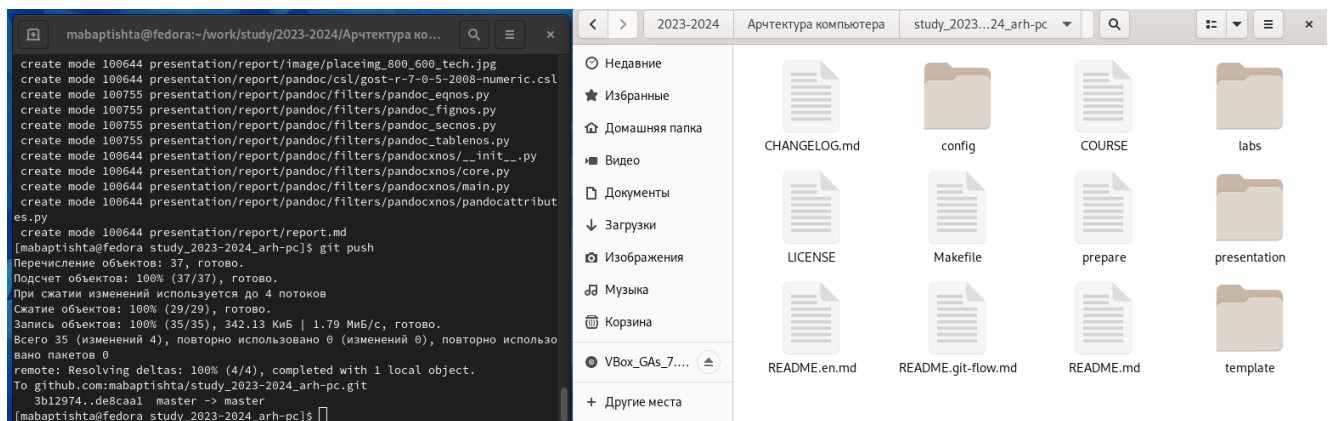 mabaptishta@fedora:~/work/study/2023-2024/Арчтектура ко...
create mode 100644 presentation/report/image/placeimg_800_600_tech.jpg
create mode 100644 presentation/report/pandoc/csl/gost-r-7-0-5-2008-numeric.csl
create mode 100755 presentation/report/pandoc/filters/pandoc_eqnos.py
create mode 100755 presentation/report/pandoc/filters/pandoc_fignos.py
create mode 100755 presentation/report/pandoc/filters/pandoc_secnos.py
create mode 100755 presentation/report/pandoc/filters/pandoc_tablenos.py
create mode 100644 presentation/report/pandoc/filters/pandocxnos/__init__.py
create mode 100644 presentation/report/pandoc/filters/pandocxnos/core.py
create mode 100644 presentation/report/pandoc/filters/pandocxnos/main.py
create mode 100644 presentation/report/pandoc/filters/pandocxnos/pandocattribut
es.py
create mode 100644 presentation/report/report.md
[mabaptishta@fedora study_2023-2024_arh-pc]$ git push
Перечисление объектов: 37, готово.
Подсчет объектов: 100% (37/37), готово.
При сжатии изменений используется до 4 потоков
Сжатие объектов: 100% (29/29), готово.
Запись объектов: 100% (35/35), 342.13 КиБ | 1.79 МиБ/с, готово.
Всего 35 (изменений 4), повторно использовано 0 (изменений 0), повторно использо
вано пакетов 0
remote: Resolving deltas: 100% (4/4), completed with 1 local object.
To github.com:mabaptishta/study_2023-2024_arh-pc.git
3b12974..de8caa1 master -> master
[mabaptishta@fedora study_2023-2024_arh-pc]$
2023-2024 Арчтектура компьютера study_2023...24_arh-pc
Недавние
Избранные
Домашняя папка
Видео
Документы
Загрузки
Изображения
Музыка
Корзина
VBox_GAs_7....
+ Другие места
CHANGELOG.md config COURSE labs
LICENSE Makefile prepare presentation
README.en.md README.git-flow.md README.md template